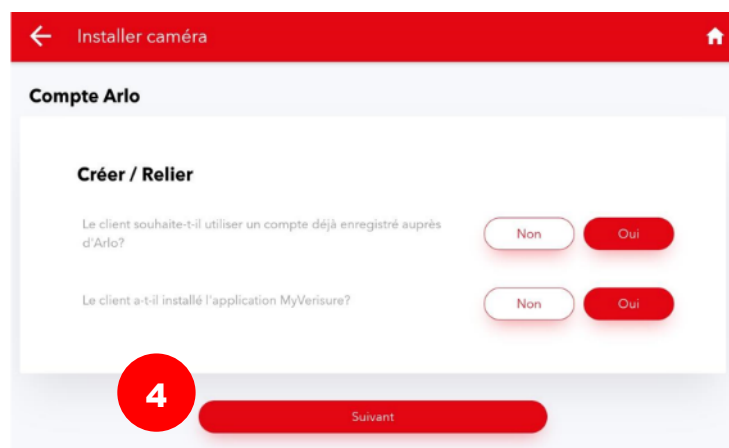 Installer caméra
Compte Arlo
Créer / Relier
Le client souhaite-t-il utiliser un compte déjà enregistré auprès
d'Arlo?
Non
Oui
Le client a-t-il installé l'application MyVerisure?
Non
Oui
4
Suivant